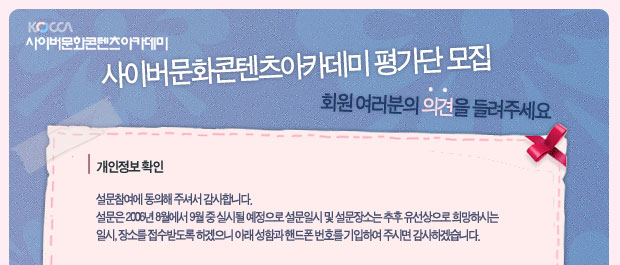 KOCCA
사이버문화콘텐츠아카데미
사이버문화콘텐츠아카데미 평가단 모집
회원 여러분의 의견을 들려주세요
개인정보 확인
설문참여에 동의해 주셔서 감사합니다.
설문은 2006년 8월에서 9월 중 실시될 예정으로 설문일시 및 설문장소는 추후 유선상으로 희망하시는
일시, 장소를 접수받도록 하겠으니 아래 성함과 핸드폰 번호를 기입하여 주시면 감사하겠습니다.